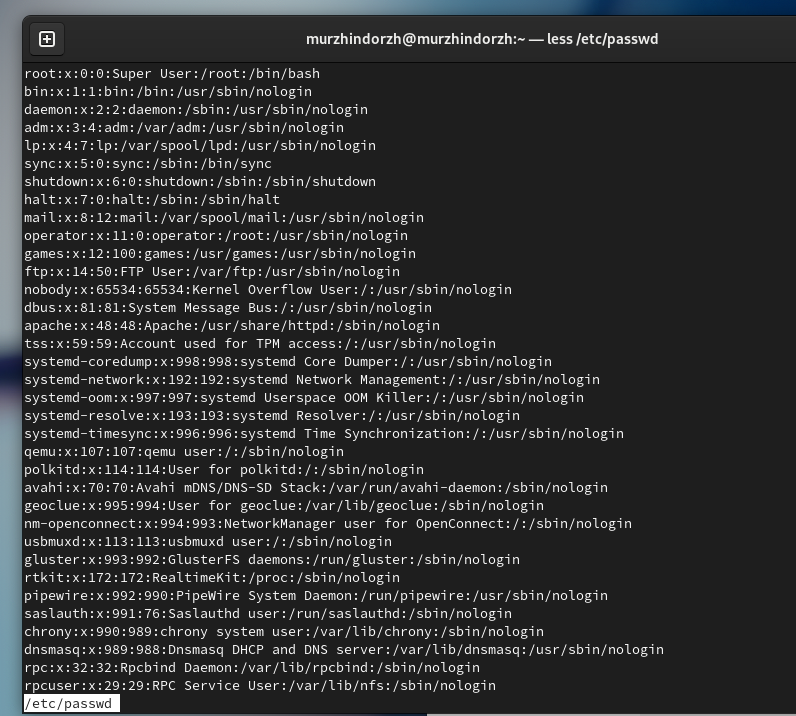 murzhindorzh@murzhindorzh:~ — less /etc/passwd
root:x:0:0:Super User:/root:/bin/bash
bin:x:1:1:bin:/bin:/usr/sbin/nologin
daemon:x:2:2:daemon:/sbin:/usr/sbin/nologin
adm:x:3:4:adm:/var/adm:/usr/sbin/nologin
lp:x:4:7:lp:/var/spool/lpd:/usr/sbin/nologin
sync:x:5:0:sync:/sbin:/bin/sync
shutdown:x:6:0:shutdown:/sbin:/sbin/shutdown
halt:x:7:0:halt:/sbin:/sbin/halt
mail:x:8:12:mail:/var/spool/mail:/usr/sbin/nologin
operator:x:11:0:operator:/root:/usr/sbin/nologin
games:x:12:100:games:/usr/games:/usr/sbin/nologin
ftp:x:14:50:FTP User:/var/ftp:/usr/sbin/nologin
nobody:x:65534:65534:Kernel Overflow User:/:/usr/sbin/nologin
dbus:x:81:81:System Message Bus:/:/usr/sbin/nologin
apache:x:48:48:Apache:/usr/share/httpd:/sbin/nologin
tss:x:59:59:Account used for TPM access:/:/usr/sbin/nologin
systemd-coredump:x:998:998:systemd Core Dumper:/:/usr/sbin/nologin
systemd-network:x:192:192:systemd Network Management:/:/usr/sbin/nologin
systemd-oom:x:997:997:systemd Userspace OOM Killer:/:/usr/sbin/nologin
systemd-resolve:x:193:193:systemd Resolver:/:/usr/sbin/nologin
systemd-timesync:x:996:996:systemd Time Synchronization:/:/usr/sbin/nologin
qemu:x:107:107:qemu user:/:/sbin/nologin
polkitd:x:114:114:User for polkitd:/:/sbin/nologin
avahi:x:70:70:Avahi mDNS/DNS-SD Stack:/var/run/avahi-daemon:/sbin/nologin
geoclue:x:995:994:User for geoclue:/var/lib/geoclue:/sbin/nologin
nm-openconnect:x:994:993:NetworkManager user for OpenConnect:/:/sbin/nologin
usbmuxd:x:113:113:usbmuxd user:/:/sbin/nologin
gluster:x:993:992:GlusterFS daemons:/run/gluster:/sbin/nologin
rtkit:x:172:172:RealtimeKit:/proc:/sbin/nologin
pipewire:x:992:990:PipeWire System Daemon:/run/pipewire:/usr/sbin/nologin
saslauth:x:991:76:Saslauthd user:/run/saslauthd:/sbin/nologin
chrony:x:990:989:chrony system user:/var/lib/chrony:/sbin/nologin
dnsmasq:x:989:988:Dnsmasq DHCP and DNS server:/var/lib/dnsmasq:/usr/sbin/nologin
rpc:x:32:32:Rpcbind Daemon:/var/lib/rpcbind:/sbin/nologin
rpcuser:x:29:29:RPC Service User:/var/lib/nfs:/sbin/nologin
/etc/passwd